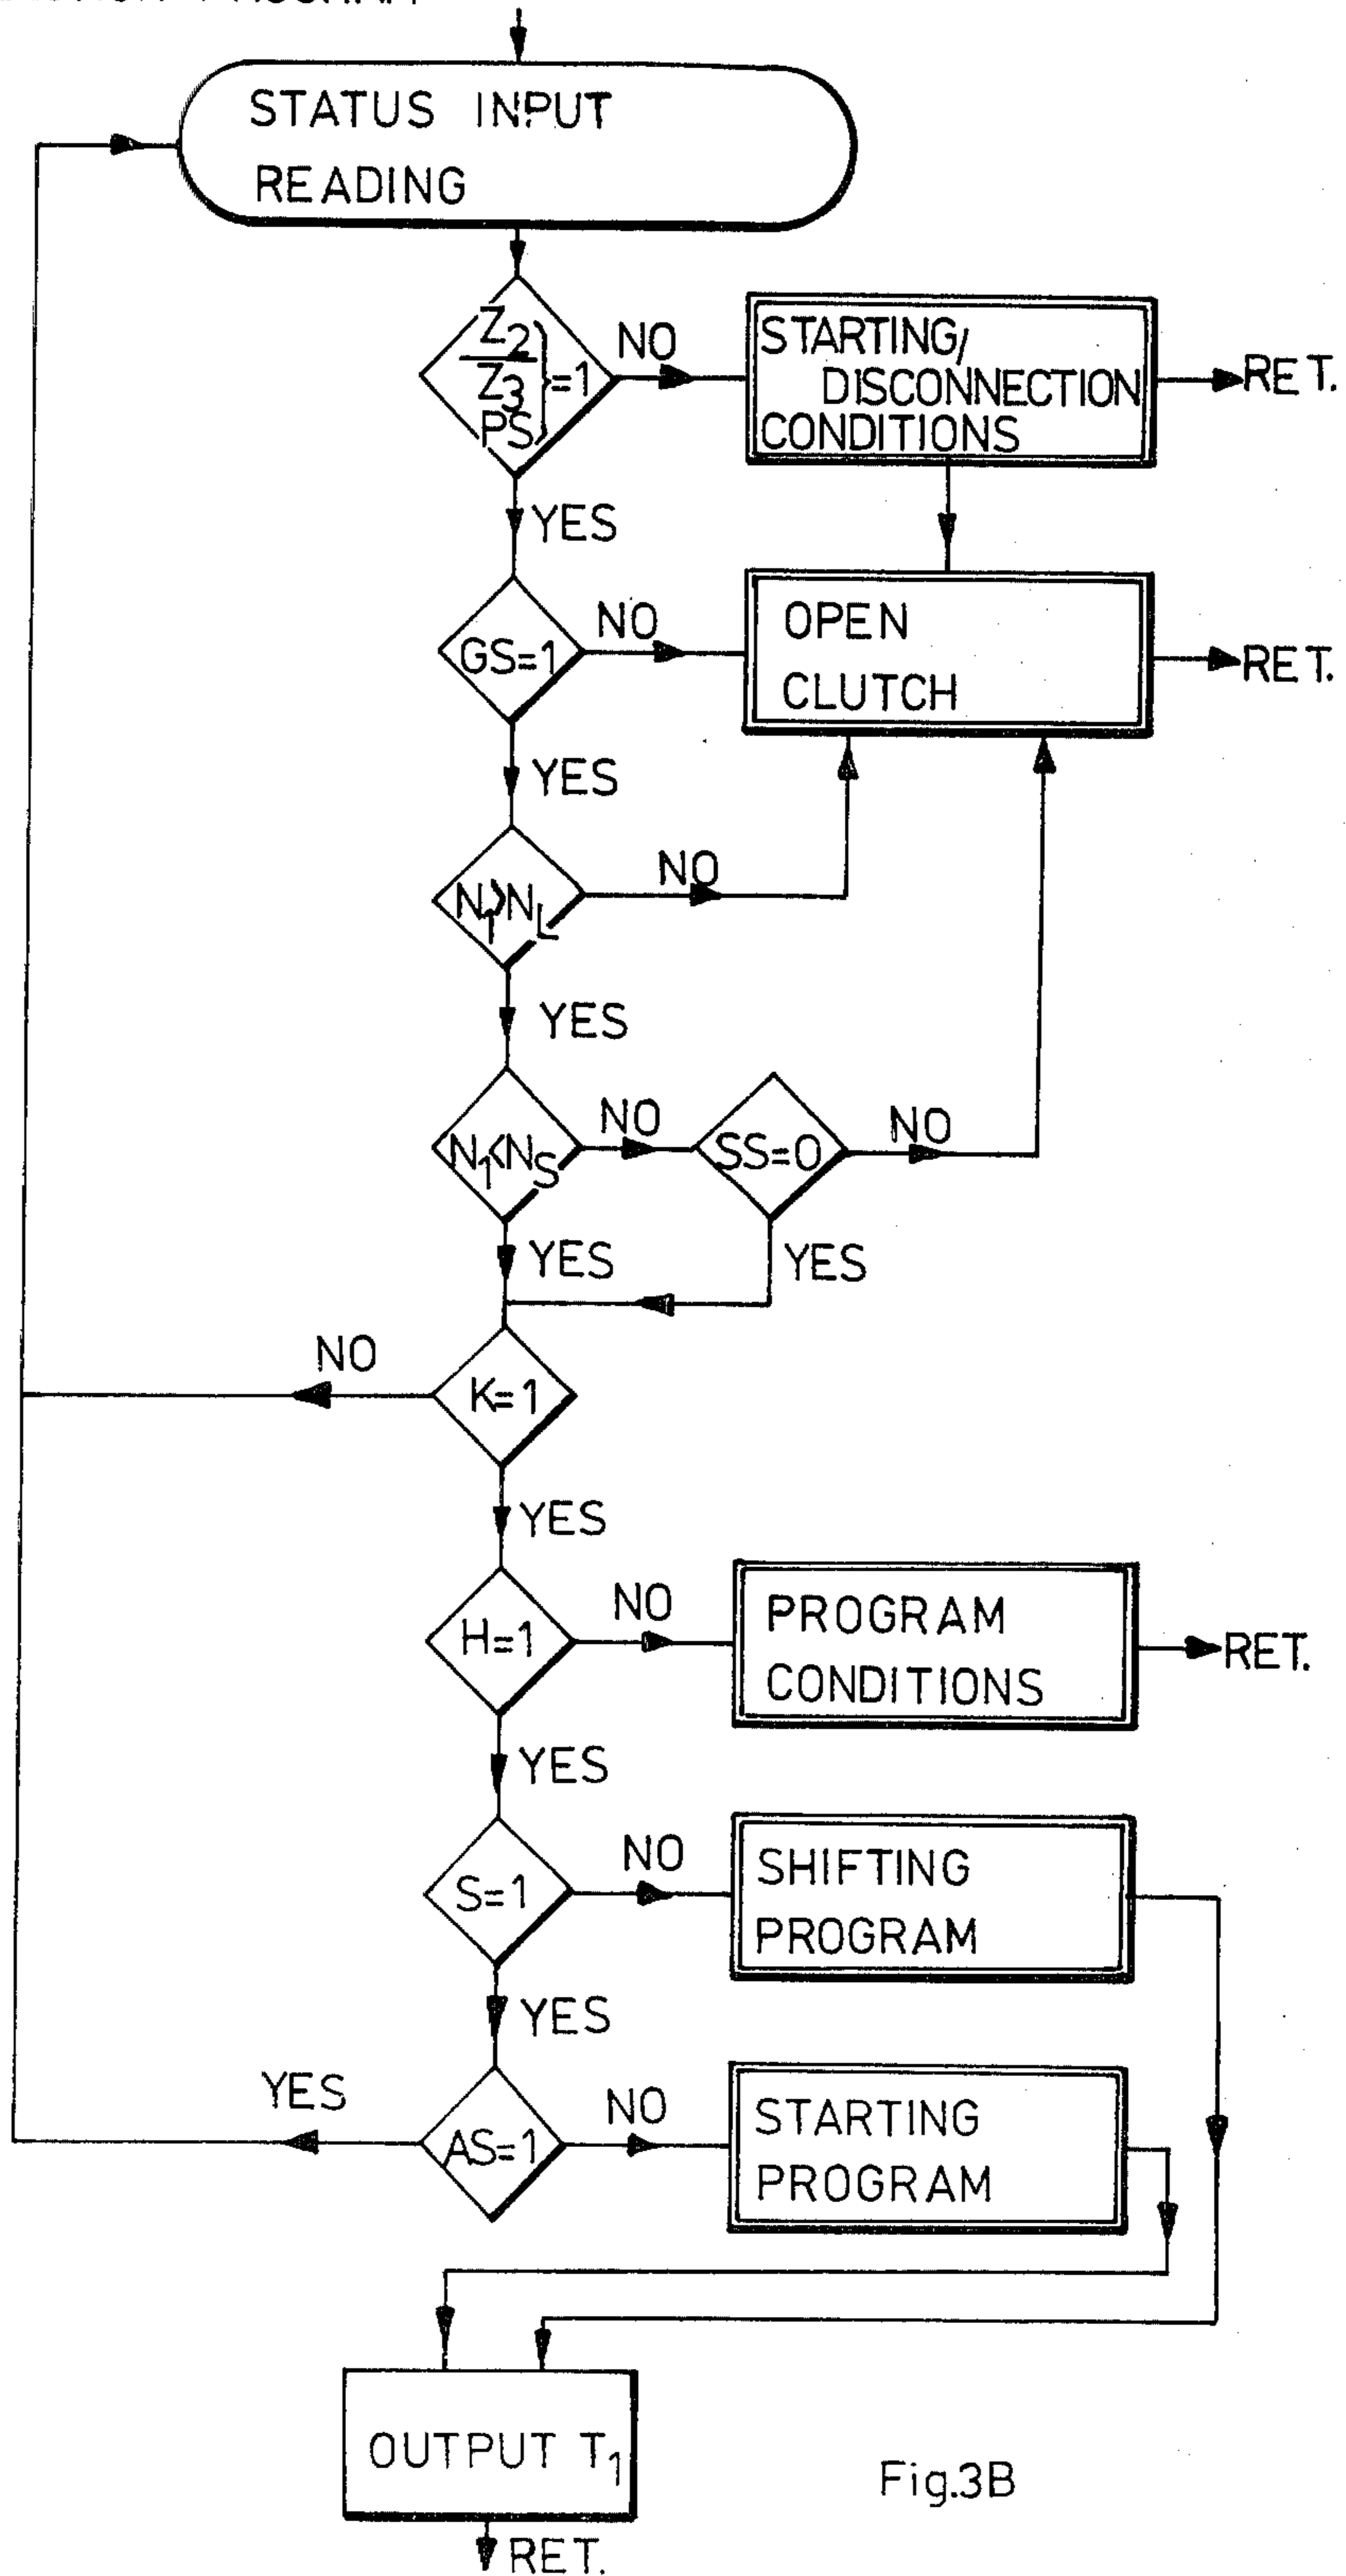 STATUS INPUT
READING
Z2
Z3
PS
}=1
NO
STARTING/
DISCONNECTION
CONDITIONS
RET.
YES
GS=1
NO
OPEN
CLUTCH
RET.
YES
N1>NL
NO
YES
N1<NS
NO
SS=0
NO
YES
YES
NO
K=1
YES
H=1
NO
PROGRAM
CONDITIONS
RET.
YES
S=1
NO
SHIFTING
PROGRAM
YES
YES
AS=1
NO
STARTING
PROGRAM
OUTPUT T1
Fig.3B
RET.